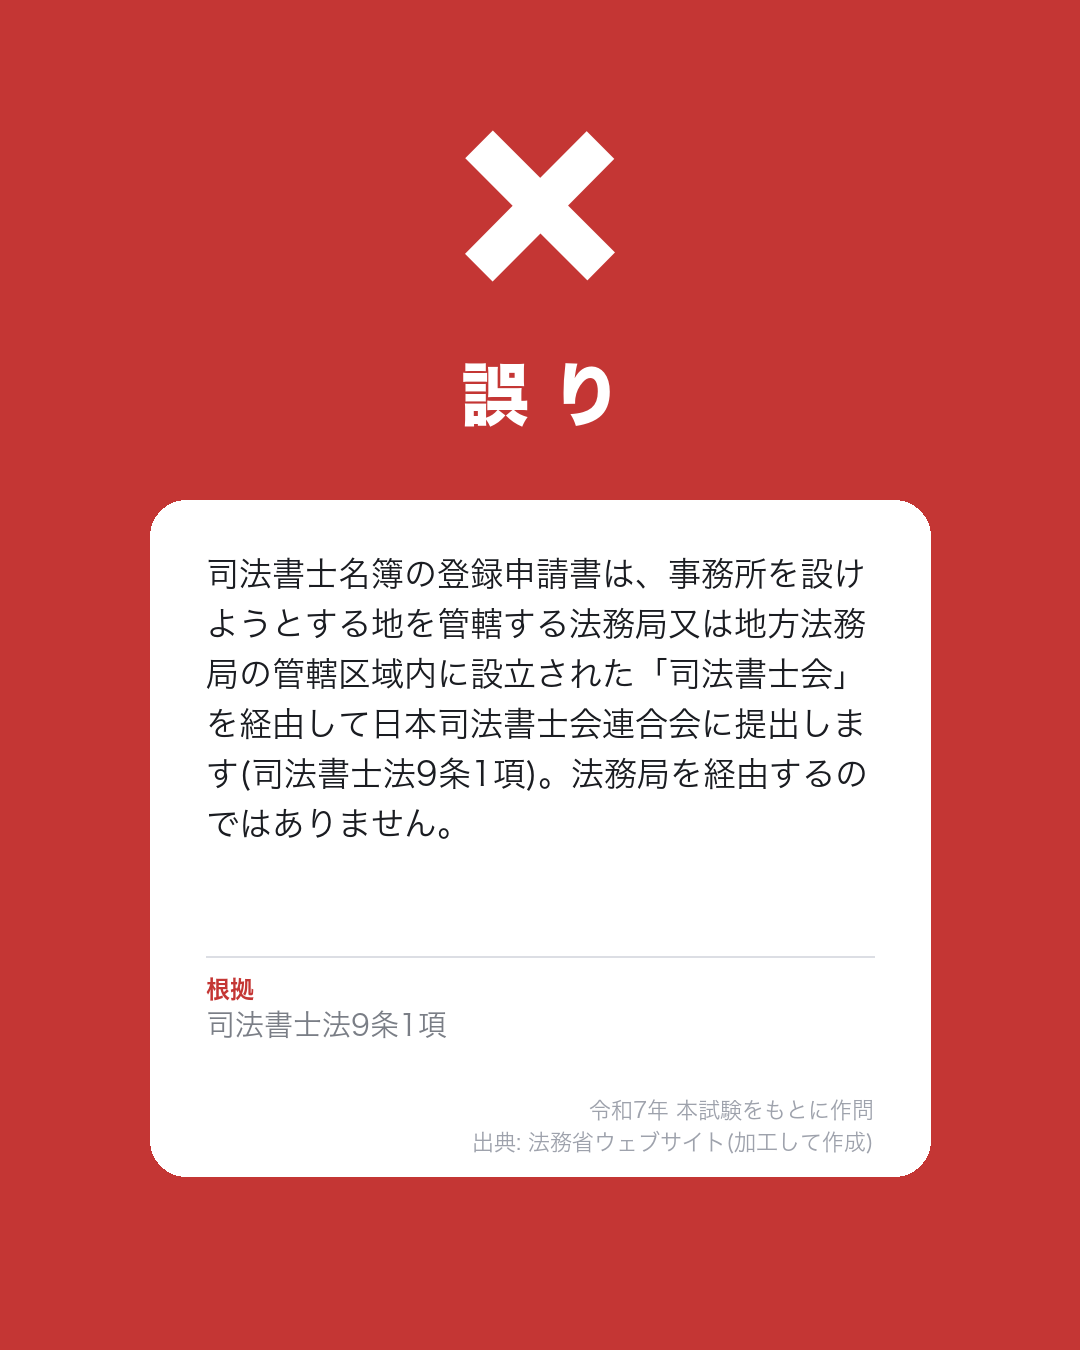 誤り
司法書士名簿の登録申請書は、事務所を設け
ようとする地を管轄する法務局又は地方法務
局の管轄区域内に設立された「司法書士会」
を経由して日本司法書士会連合会に提出しま
す(司法書士法9条1項)。法務局を経由するの
ではありません。
根拠
司法書士法9条1項
令和7年 本試験をもとに作問
出典: 法務省ウェブサイト(加工して作成)